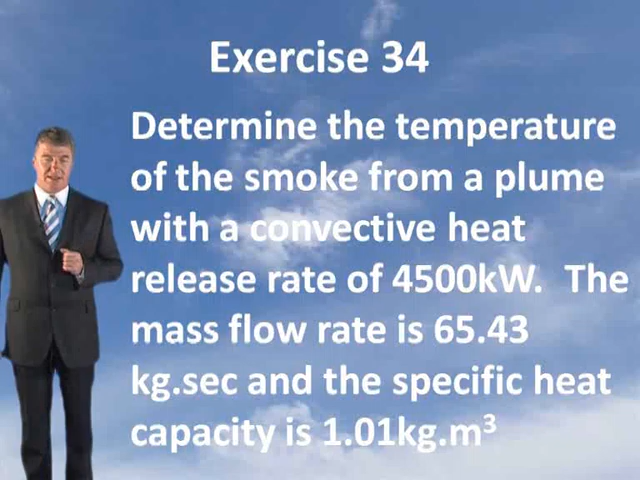 Exercise 34
Determine the temperature
of the smoke from a plume
with a convective heat
release rate of 4500kW.  The
mass flow rate is 65.43
kg.sec and the specific heat
capacity is 1.01kg.m³